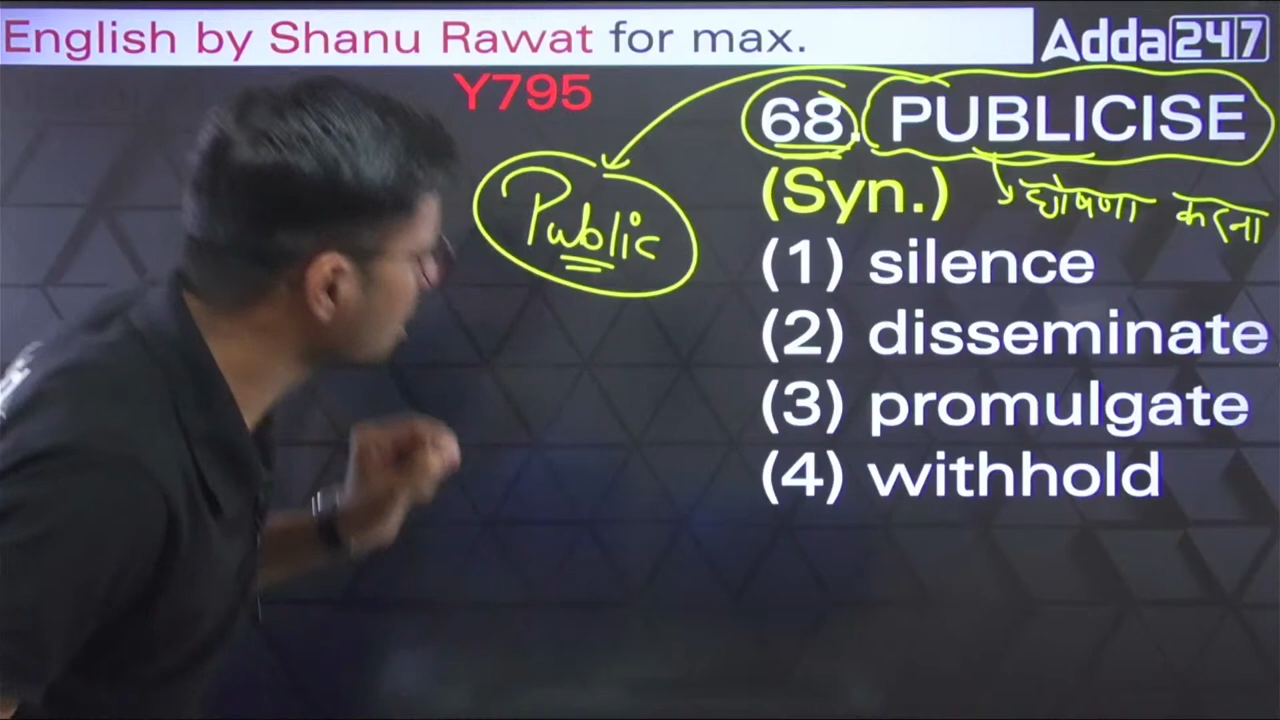 English by Shanu Rawat for max.
Adda247
Y795
68. PUBLICISE
Public
(Syn.) घोषणा करना
(1) silence
(2) disseminate
(3) promulgate
(4) withhold